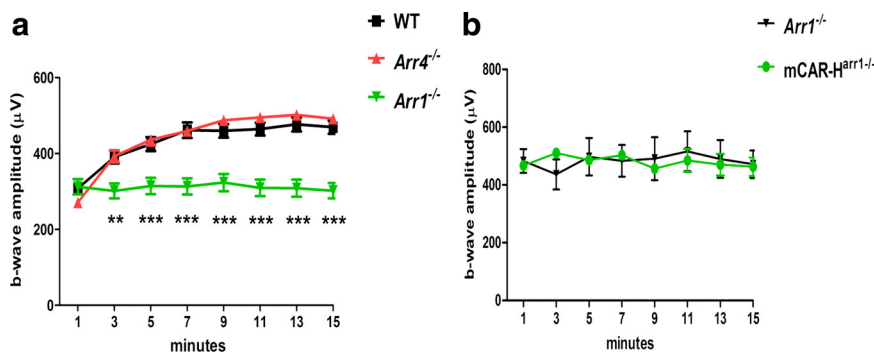 a
WT
Arr4-/-
Arr1-/-
b-wave amplitude (µV)
600
400
200
0
** *** *** *** *** *** ***
1 3 5 7 9 11 13 15
minutes
b
Arr1-/-
mCAR-Harr1-/-
b-wave amplitude (µV)
800
600
400
200
0
1 3 5 7 9 11 13 15
minutes